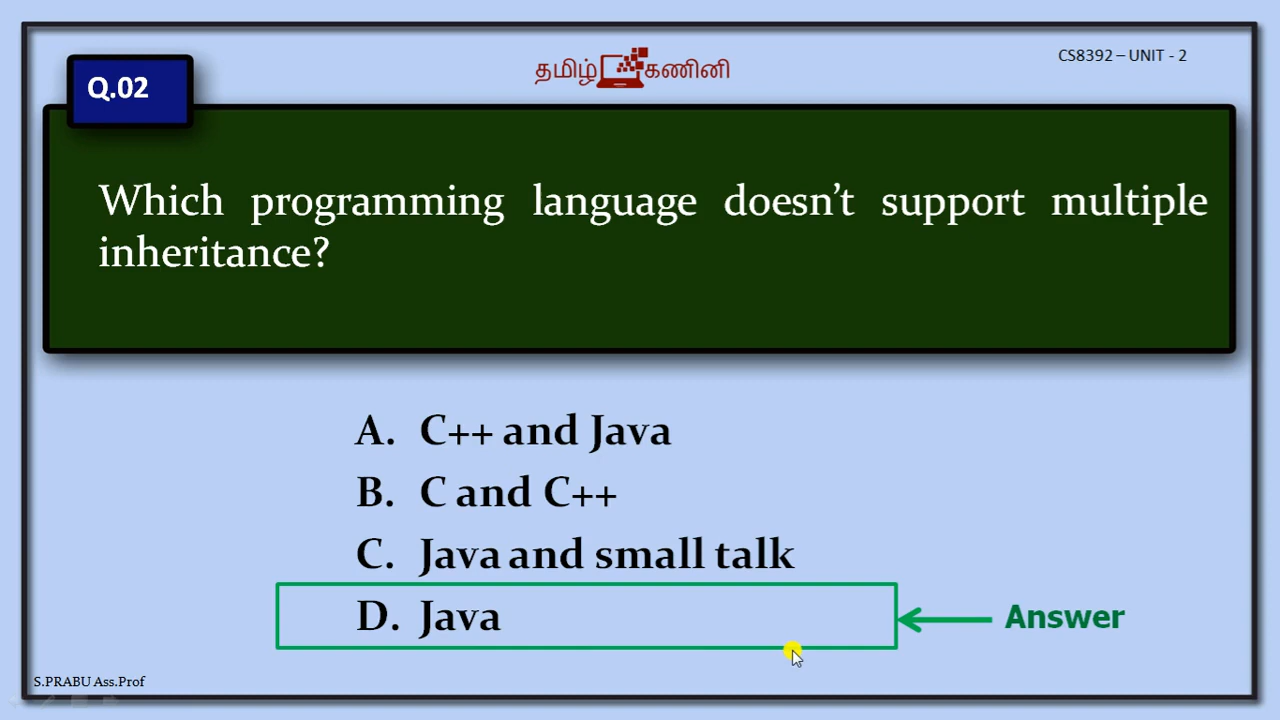 தமிழ் கணினி
CS8392 – UNIT - 2
Q.02
Which programming language doesn’t support multiple
inheritance?
A. C++ and Java
B. C and C++
C. Java and small talk
D. Java
Answer
S.PRABU Ass.Prof